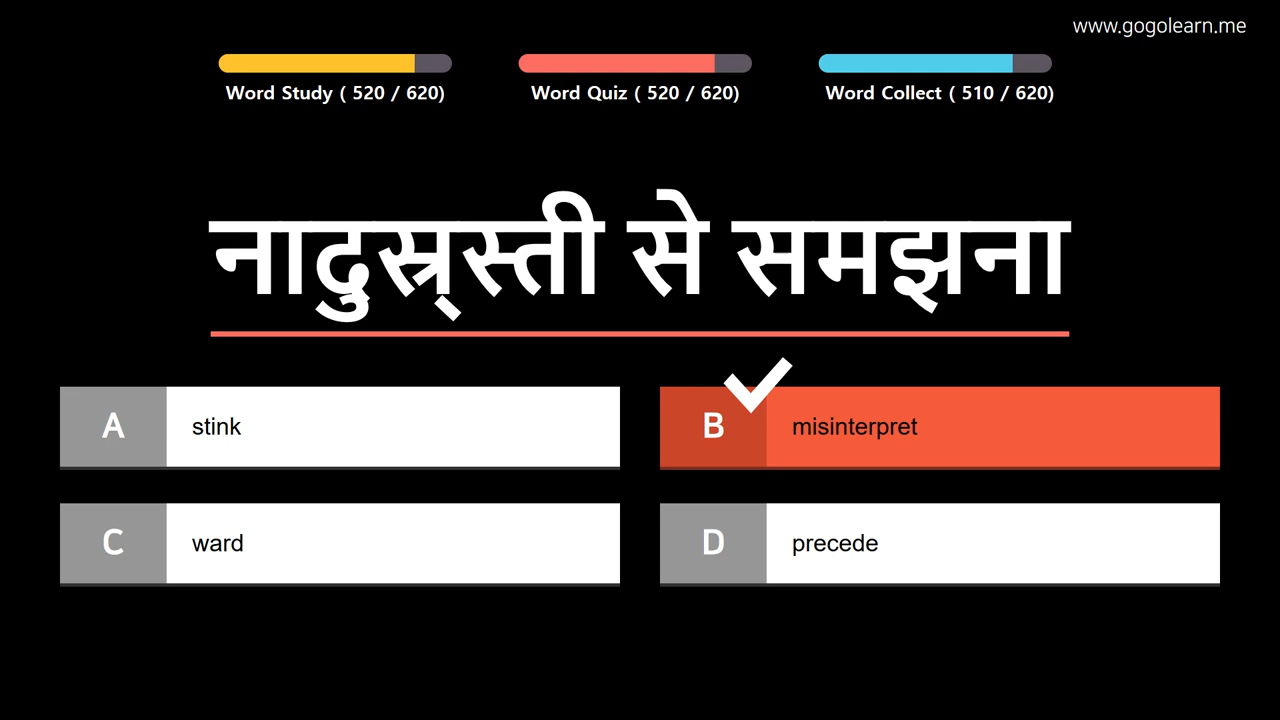 www.gogolearn.me
Word Study ( 520 / 620)
Word Quiz ( 520 / 620)
Word Collect ( 510 / 620)
नादुस्र्स्ती से समझना
A
stink
B
misinterpret
C
ward
D
precede